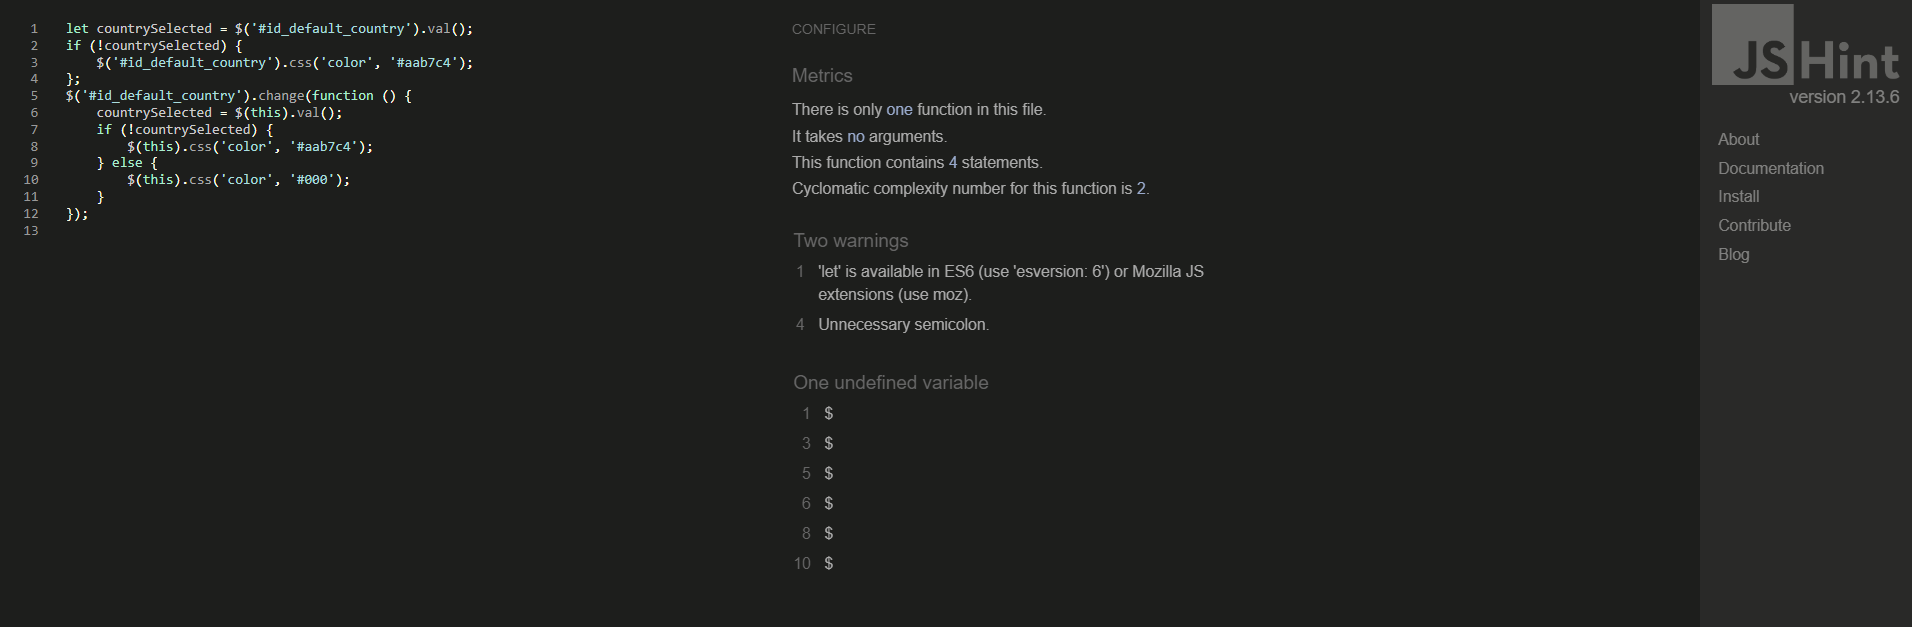 1 let countrySelected = $('#id_default_country').val();
2 if (!countrySelected) {
3     $('#id_default_country').css('color', '#aab7c4');
4 };
5 $('#id_default_country').change(function () {
6     countrySelected = $(this).val();
7     if (!countrySelected) {
8         $(this).css('color', '#aab7c4');
9     } else {
10         $(this).css('color', '#000');
11     }
12 });
13
CONFIGURE
Metrics
There is only one function in this file.
It takes no arguments.
This function contains 4 statements.
Cyclomatic complexity number for this function is 2.
Two warnings
1 'let' is available in ES6 (use 'esversion: 6') or Mozilla JS
extensions (use moz).
4 Unnecessary semicolon.
One undefined variable
1 $
3 $
5 $
6 $
8 $
10 $
JSHint
version 2.13.6
About
Documentation
Install
Contribute
Blog